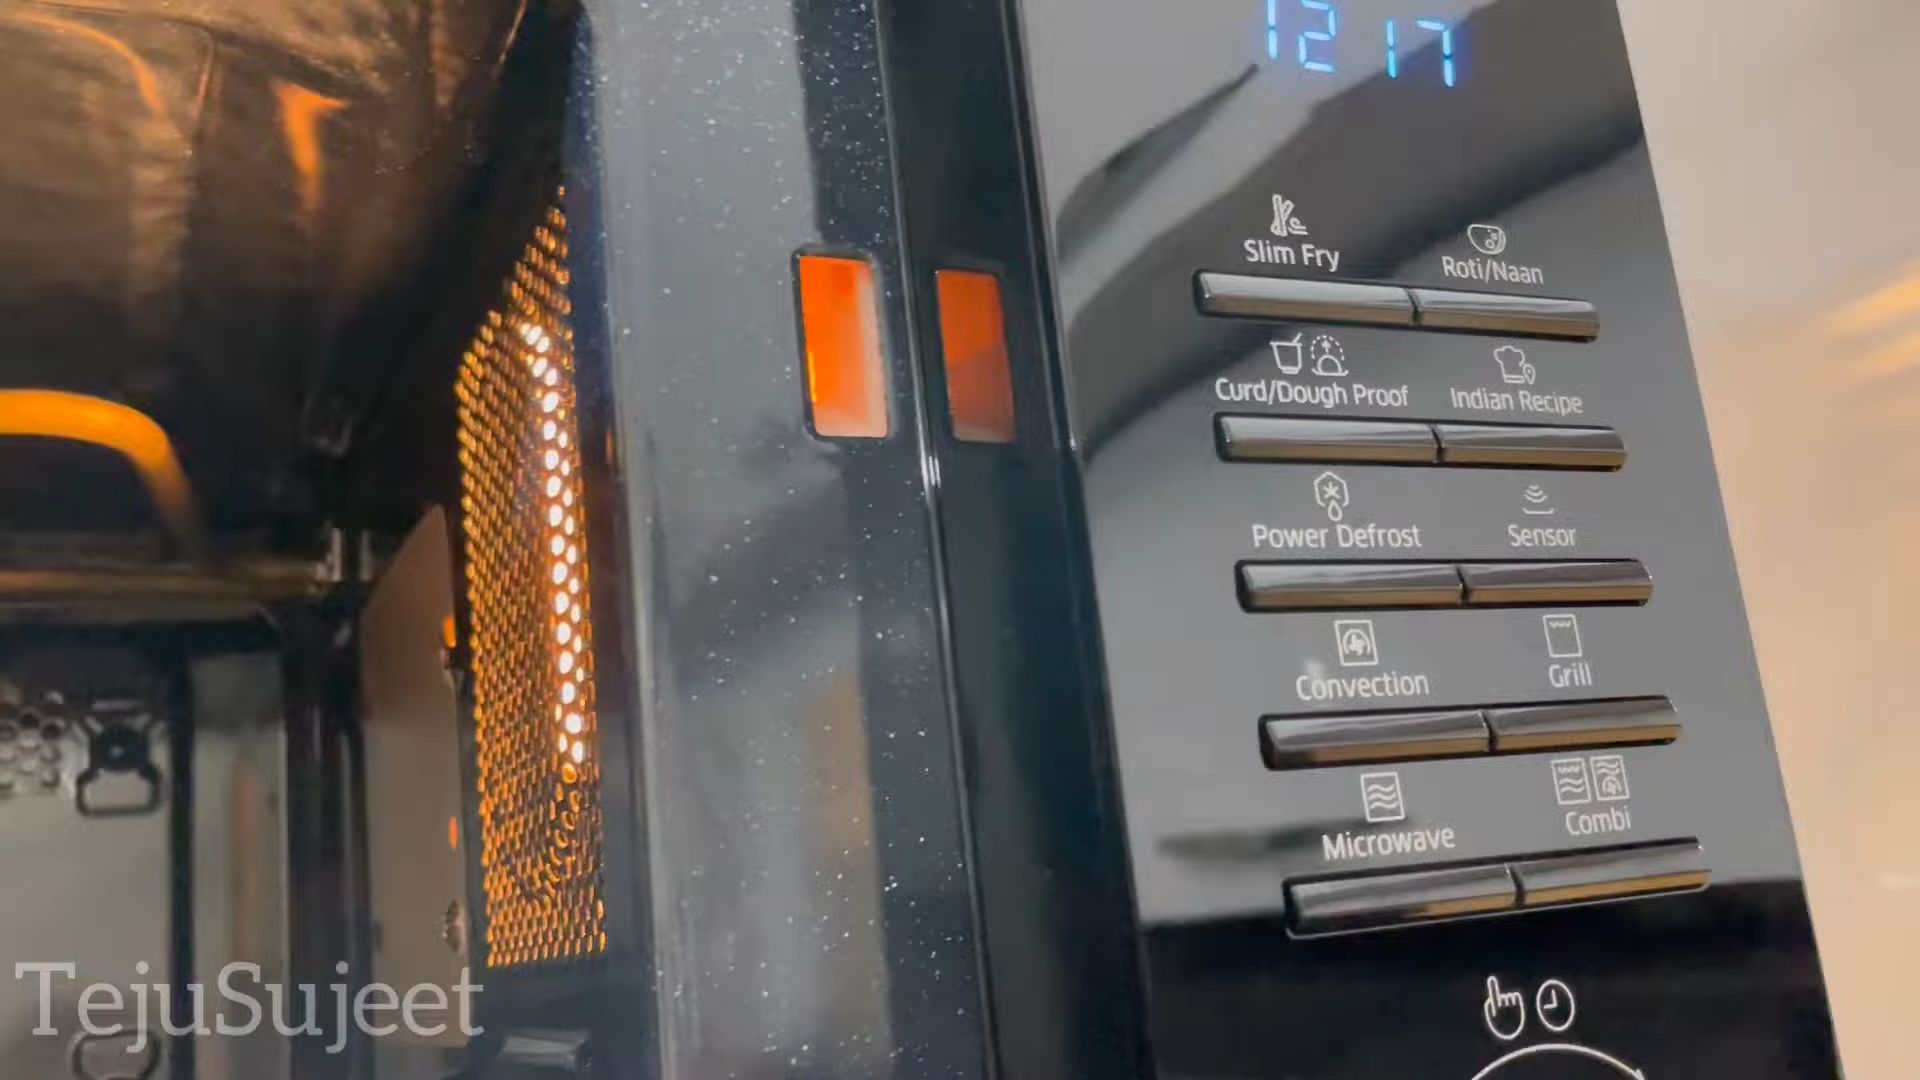 12 17
Slim Fry
Roti/Naan
Curd/Dough Proof
Indian Recipe
Power Defrost
Sensor
Convection
Grill
Microwave
Combi
TejuSujeet